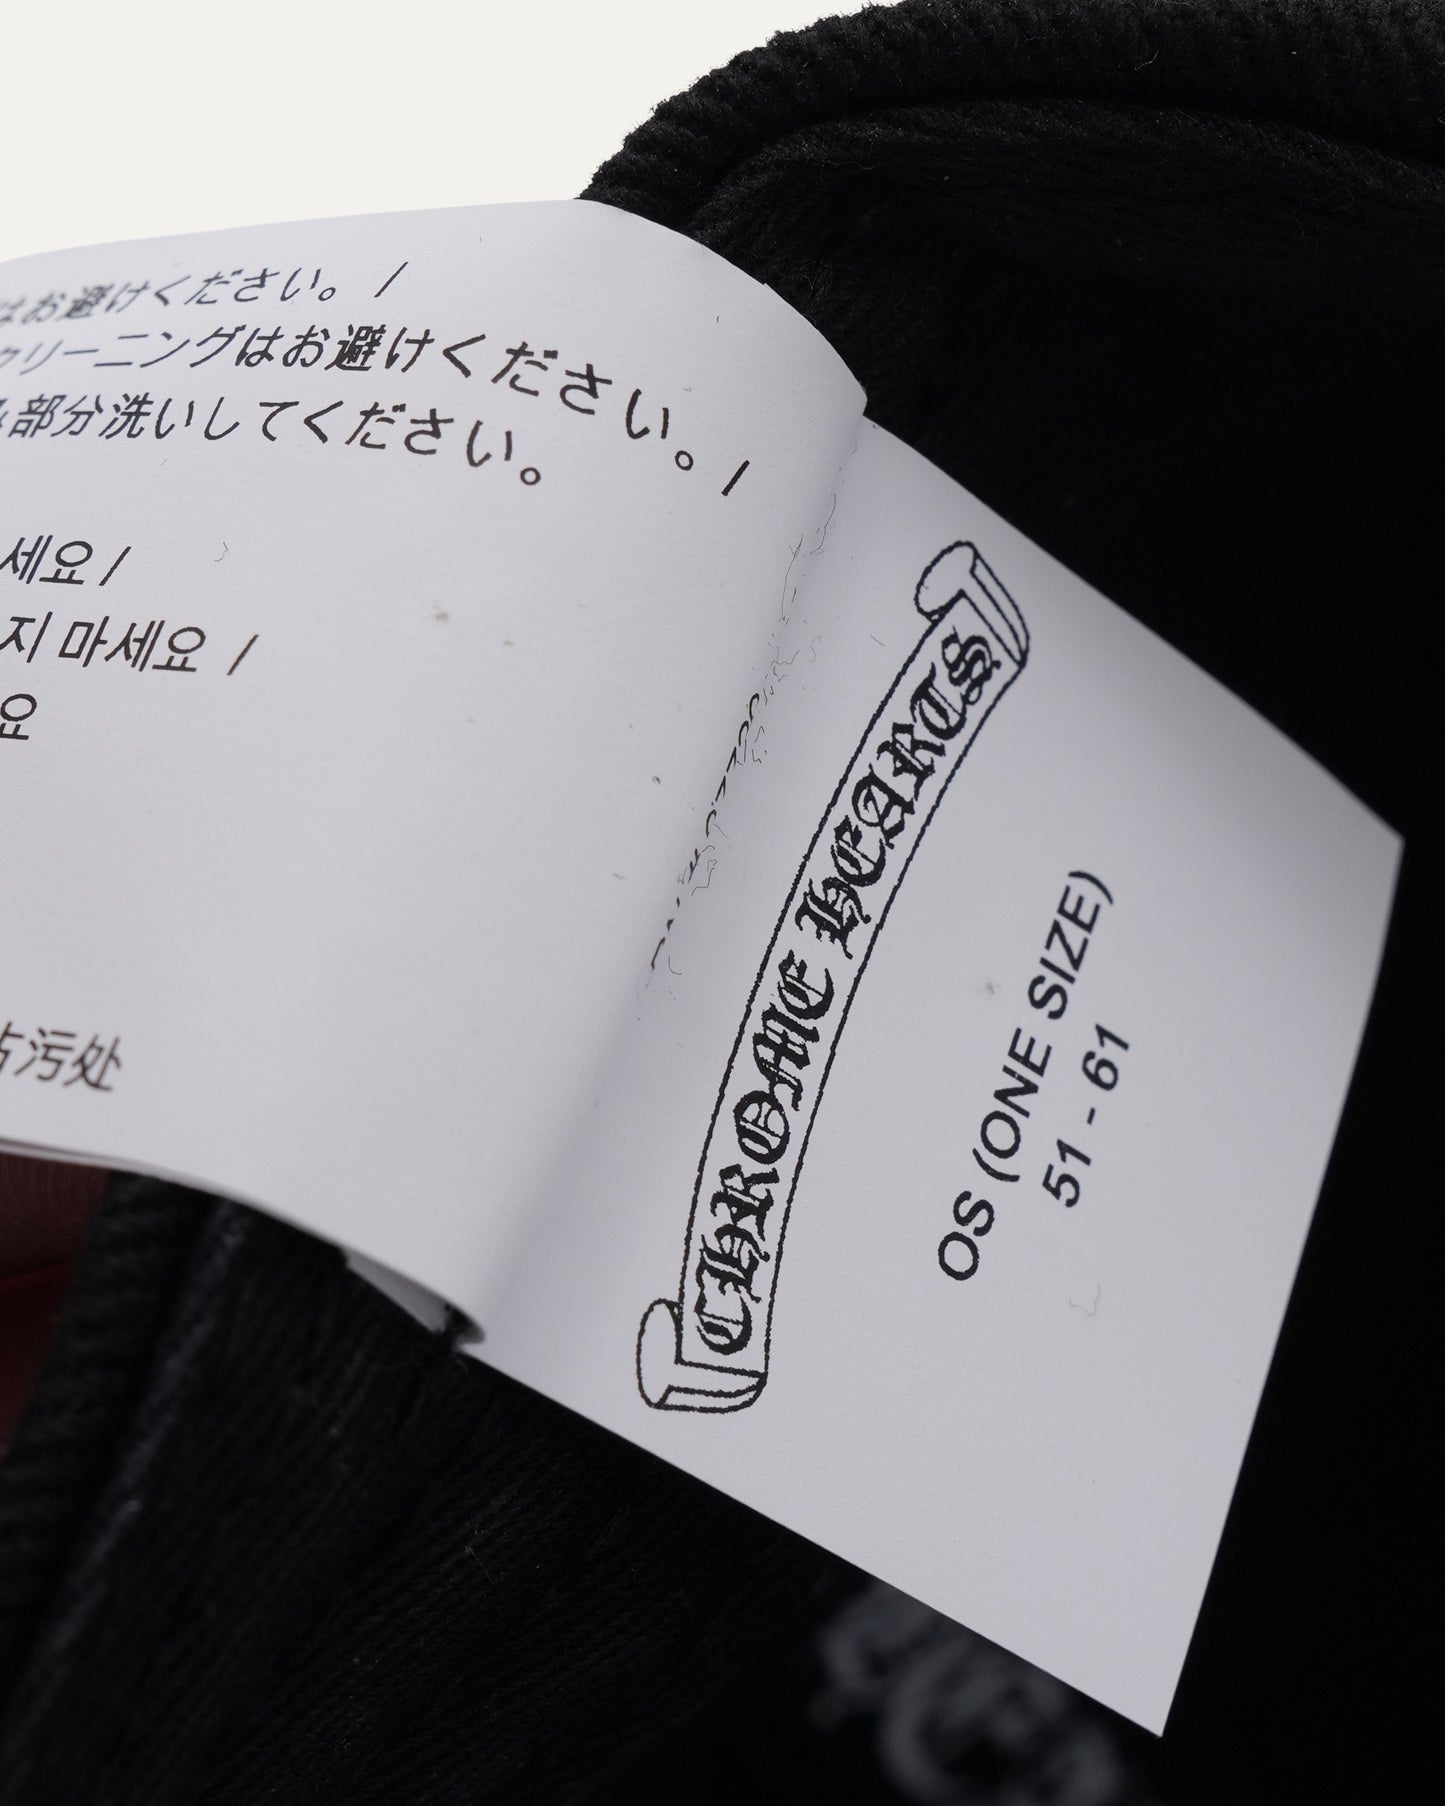 はお避けください。 /
クリーニングはお避けください。 /
部分洗いしてください。
세요 /
지 마세요 /
요
污处
CHROME HEARTS
OS (ONE SIZE)
51 - 61